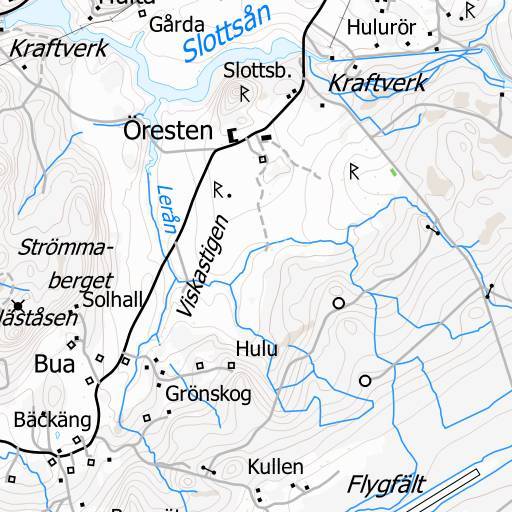 Gårda
Slottsån
Hulurör
Kraftverk
Slottsb.
Kraftverk
Öresten
Lerån
Viskastigen
Strömma-
berget
Solhall
Bua
Hulu
Grönskog
Bäckäng
Kullen
Flygfält